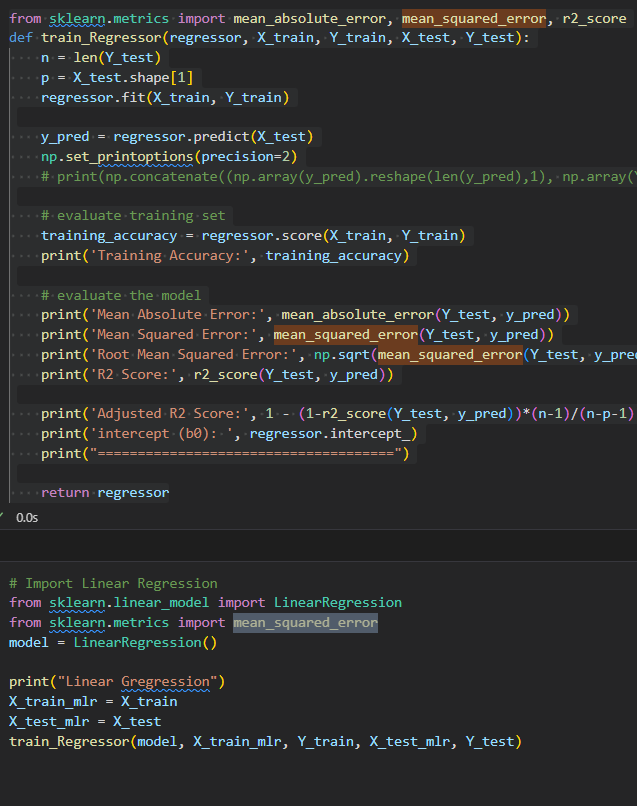 from sklearn.metrics import mean_absolute_error, mean_squared_error, r2_score
def train_Regressor(regressor, X_train, Y_train, X_test, Y_test):
n = len(Y_test)
p = X_test.shape[1]
regressor.fit(X_train, Y_train)
y_pred = regressor.predict(X_test)
np.set_printoptions(precision=2)
# print(np.concatenate((np.array(y_pred).reshape(len(y_pred),1), np.array(
# evaluate training set
training_accuracy = regressor.score(X_train, Y_train)
print('Training Accuracy:', training_accuracy)
# evaluate the model
print('Mean Absolute Error:', mean_absolute_error(Y_test, y_pred))
print('Mean Squared Error:', mean_squared_error(Y_test, y_pred))
print('Root Mean Squared Error:', np.sqrt(mean_squared_error(Y_test, y_pre
print('R2 Score:', r2_score(Y_test, y_pred))
print('Adjusted R2 Score:', 1 - (1-r2_score(Y_test, y_pred))*(n-1)/(n-p-1)
print('intercept (b0): ', regressor.intercept_)
print("=====================================")
return regressor
0.0s
# Import Linear Regression
from sklearn.linear_model import LinearRegression
from sklearn.metrics import mean_squared_error
model = LinearRegression()
print("Linear Gregression")
X_train_mlr = X_train
X_test_mlr = X_test
train_Regressor(model, X_train_mlr, Y_train, X_test_mlr, Y_test)